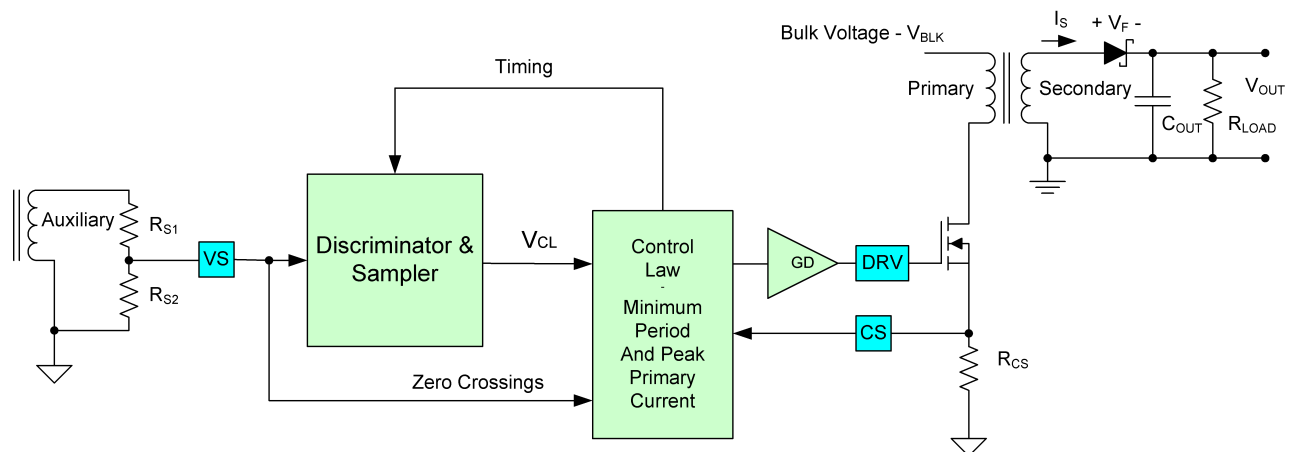 Bulk Voltage - VBLK
IS
+ VF -
Timing
Primary
Secondary
VOUT
COUT
RLOAD
Auxiliary
RS1
VS
Discriminator &
Sampler
VCL
Control
Law
-
Minimum
Period
And Peak
Primary
Current
GD
DRV
RS2
CS
RCS
Zero Crossings